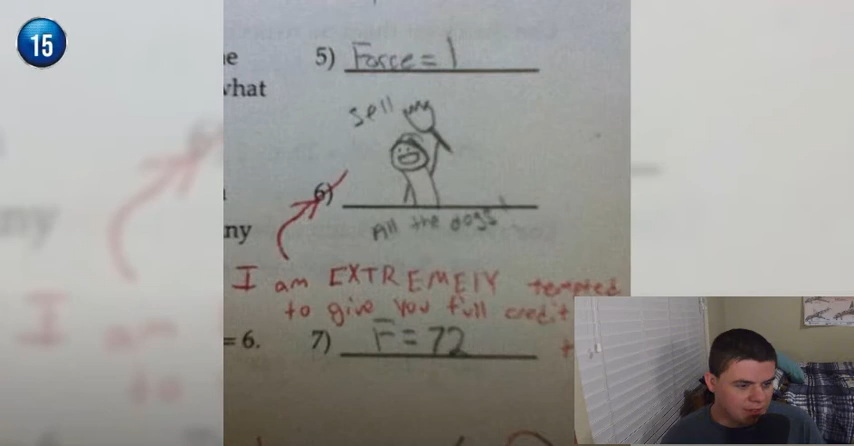 15
5) Force = 1
what
sell
6)
All the dogs!
ny
I am EXTREMElY tempted
to give you full credit
= 6. 7) F = 72